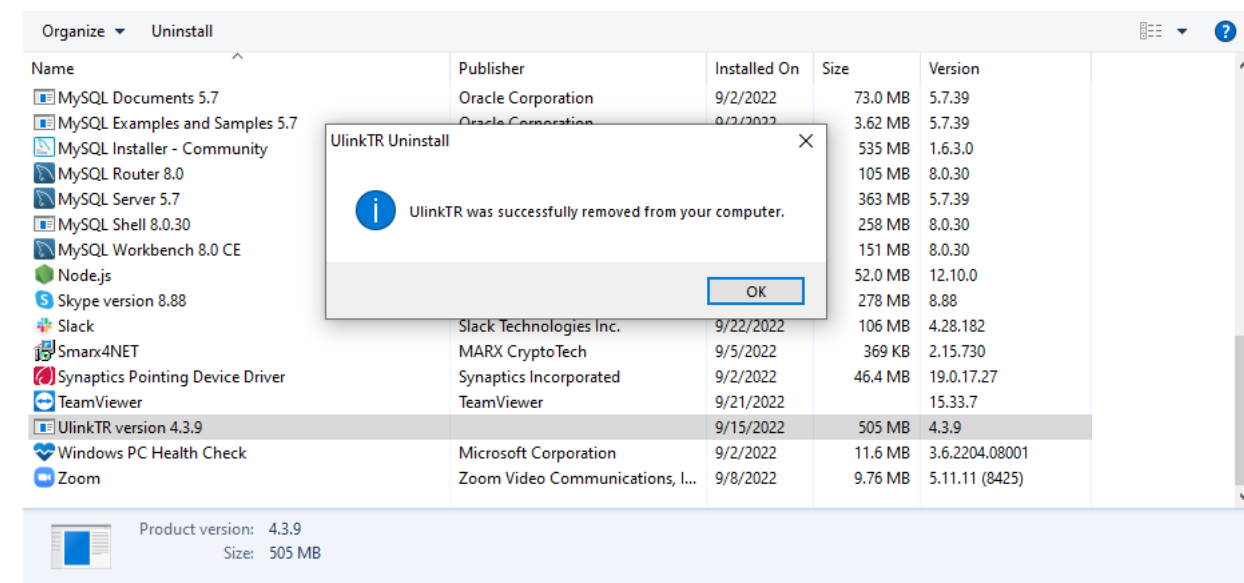 Organize Uninstall
Name Publisher Installed On Size Version
MySQL Documents 5.7 Oracle Corporation 9/2/2022 73.0 MB 5.7.39
MySQL Examples and Samples 5.7 Oracle Corporation 9/2/2022 3.62 MB 5.7.39
UlinkTR Uninstall
MySQL Installer - Community 535 MB 1.6.3.0
MySQL Router 8.0 105 MB 8.0.30
MySQL Server 5.7 363 MB 5.7.39
UlinkTR was successfully removed from your computer.
MySQL Shell 8.0.30 258 MB 8.0.30
MySQL Workbench 8.0 CE 151 MB 8.0.30
Node.js 52.0 MB 12.10.0
OK
Skype version 8.88 278 MB 8.88
Slack Slack Technologies Inc. 9/22/2022 106 MB 4.28.182
Smarx4NET MARX CryptoTech 9/5/2022 369 KB 2.15.730
Synaptics Pointing Device Driver Synaptics Incorporated 9/2/2022 46.4 MB 19.0.17.27
TeamViewer TeamViewer 9/21/2022 15.33.7
UlinkTR version 4.3.9 9/15/2022 505 MB 4.3.9
Windows PC Health Check Microsoft Corporation 9/2/2022 11.6 MB 3.6.2204.08001
Zoom Zoom Video Communications, I... 9/8/2022 9.76 MB 5.11.11 (8425)
Product version: 4.3.9
Size: 505 MB